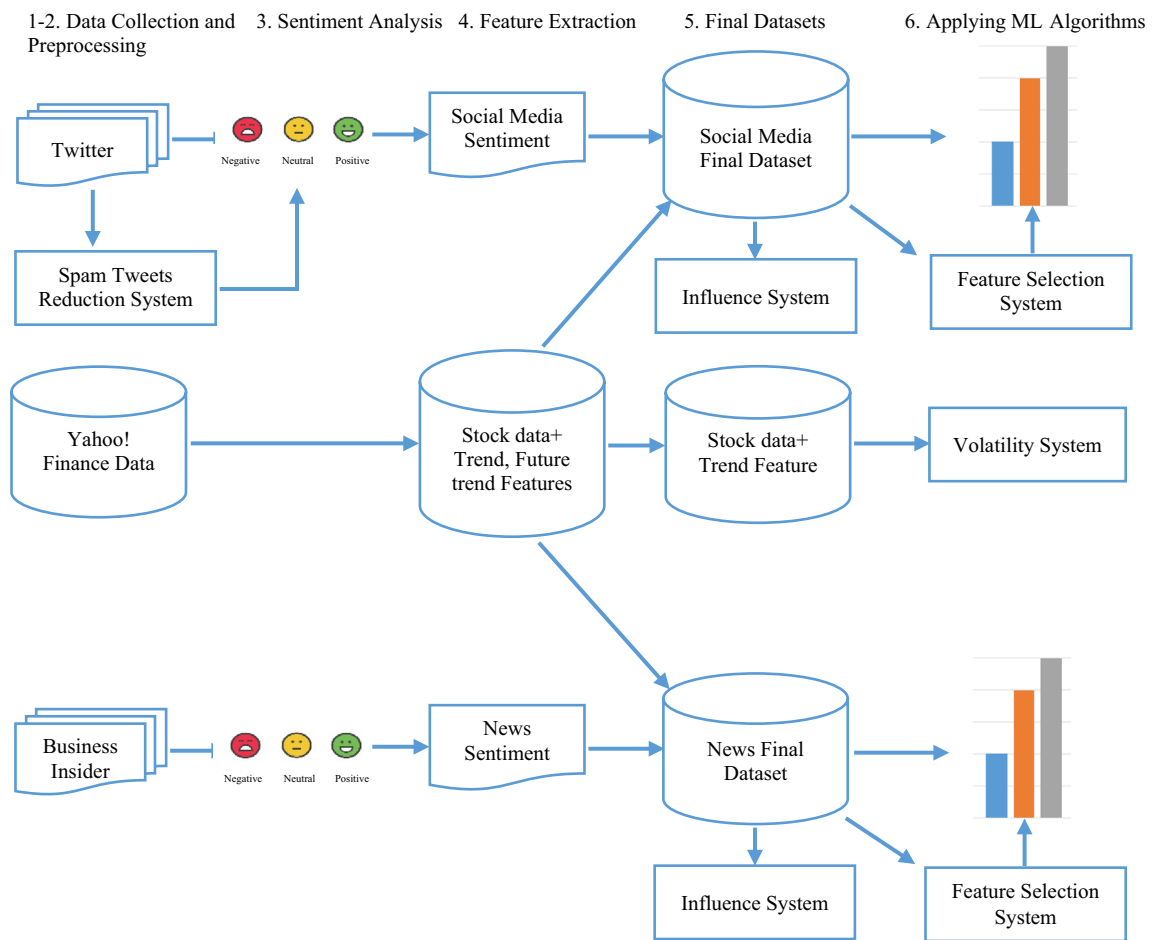 1-2. Data Collection and
Preprocessing
3. Sentiment Analysis
4. Feature Extraction
5. Final Datasets
6. Applying ML Algorithms
Twitter
Negative
Neutral
Positive
Social Media
Sentiment
Social Media
Final Dataset
Spam Tweets
Reduction System
Influence System
Feature Selection
System
Yahoo!
Finance Data
Stock data+
Trend, Future
trend Features
Stock data+
Trend Feature
Volatility System
Business
Insider
Negative
Neutral
Positive
News
Sentiment
News Final
Dataset
Influence System
Feature Selection
System